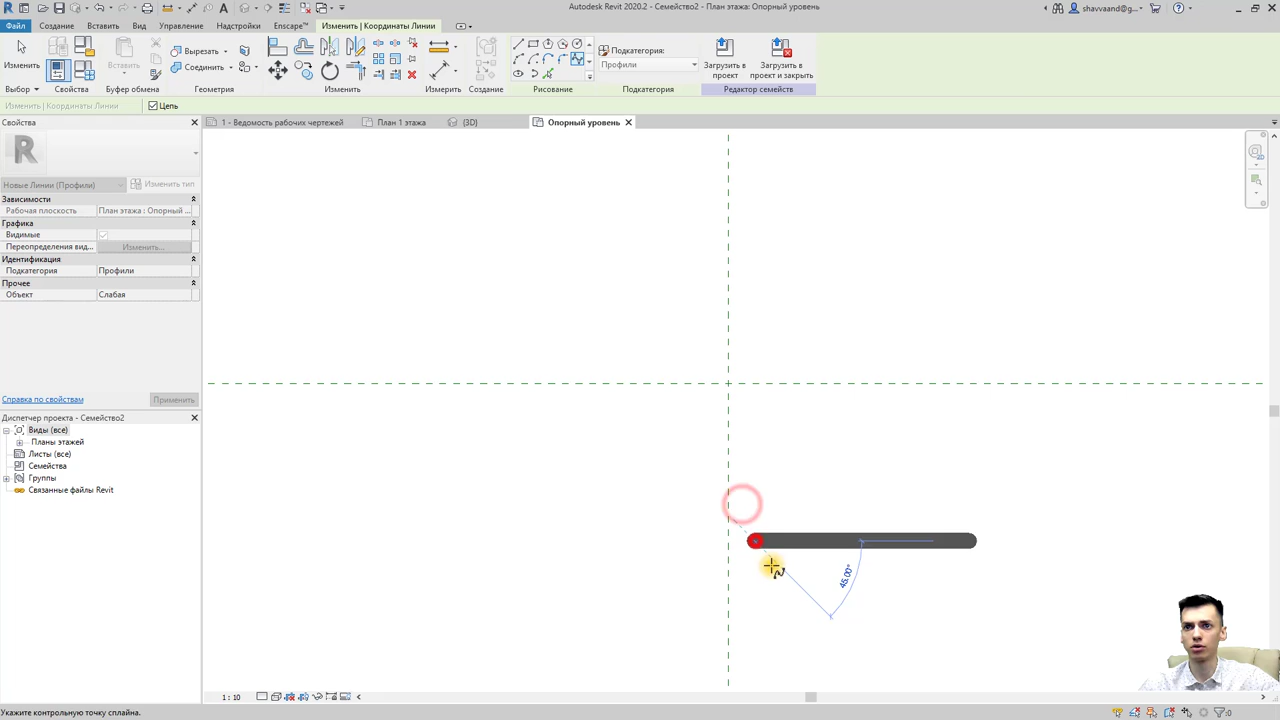 Autodesk Revit 2020.2 - Семейство2 - План этажа: Опорный уровень
shavvaand@g...
Файл Создание Вставить Вид Управление Надстройки Enscape™ Изменить | Координаты Линии
Изменить
Вставить
Вырезать
Соединить
Подкатегория:
Профили
Загрузить в проект
Загрузить в проект и закрыть
Выбор Свойства Буфер обмена Геометрия Изменить Измерить Создание Рисование Подкатегория Редактор семейств
Изменить | Координаты Линии Цепь
Свойства
1 - Ведомость рабочих чертежей План 1 этажа {3D} Опорный уровень
R
Новые Линии (Профили) Изменить тип
Зависимости
Рабочая плоскость План этажа : Опорный ...
Графика
Видимые
Переопределения вид... Изменить...
Идентификация
Подкатегория Профили
Прочее
Объект Слабая
Справка по свойствам Применить
Диспетчер проекта - Семейство2
Виды (все)
Планы этажей
Листы (все)
Семейства
Группы
Связанные файлы Revit
45.00°
1 : 10
Укажите контрольную точку сплайна.
:0